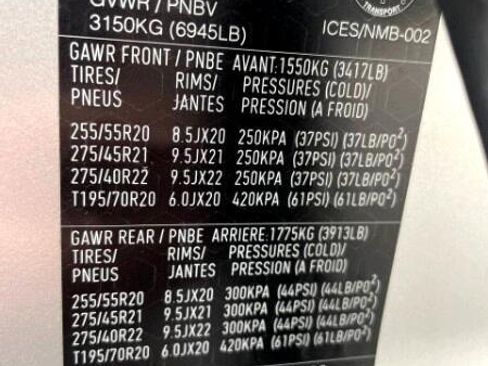 GVWR / PNBV
3150KG (6945LB)
TRANSPORT
ICES/NMB-002
GAWR FRONT / PNBE AVANT:1550KG (3417LB)
TIRES/ RIMS/ PRESSURES (COLD)/
PNEUS JANTES PRESSION (A FROID)
255/55R20 8.5JX20 250KPA (37PSI) (37LB/PO²)
275/45R21 9.5JX21 250KPA (37PSI) (37LB/PO²)
275/40R22 9.5JX22 250KPA (37PSI) (37LB/PO²)
T195/70R20 6.0JX20 420KPA (61PSI) (61LB/PO²)
GAWR REAR / PNBE ARRIERE:1775KG (3913LB)
TIRES/ RIMS/ PRESSURES (COLD)/
PNEUS JANTES PRESSION (A FROID)
255/55R20 8.5JX20 300KPA (44PSI) (44LB/PO²)
275/45R21 9.5JX21 300KPA (44PSI) (44LB/PO²)
275/40R22 9.5JX22 300KPA (44PSI) (44LB/PO²)
T195/70R20 6.0JX20 420KPA (61PSI) (61LB/PO²)